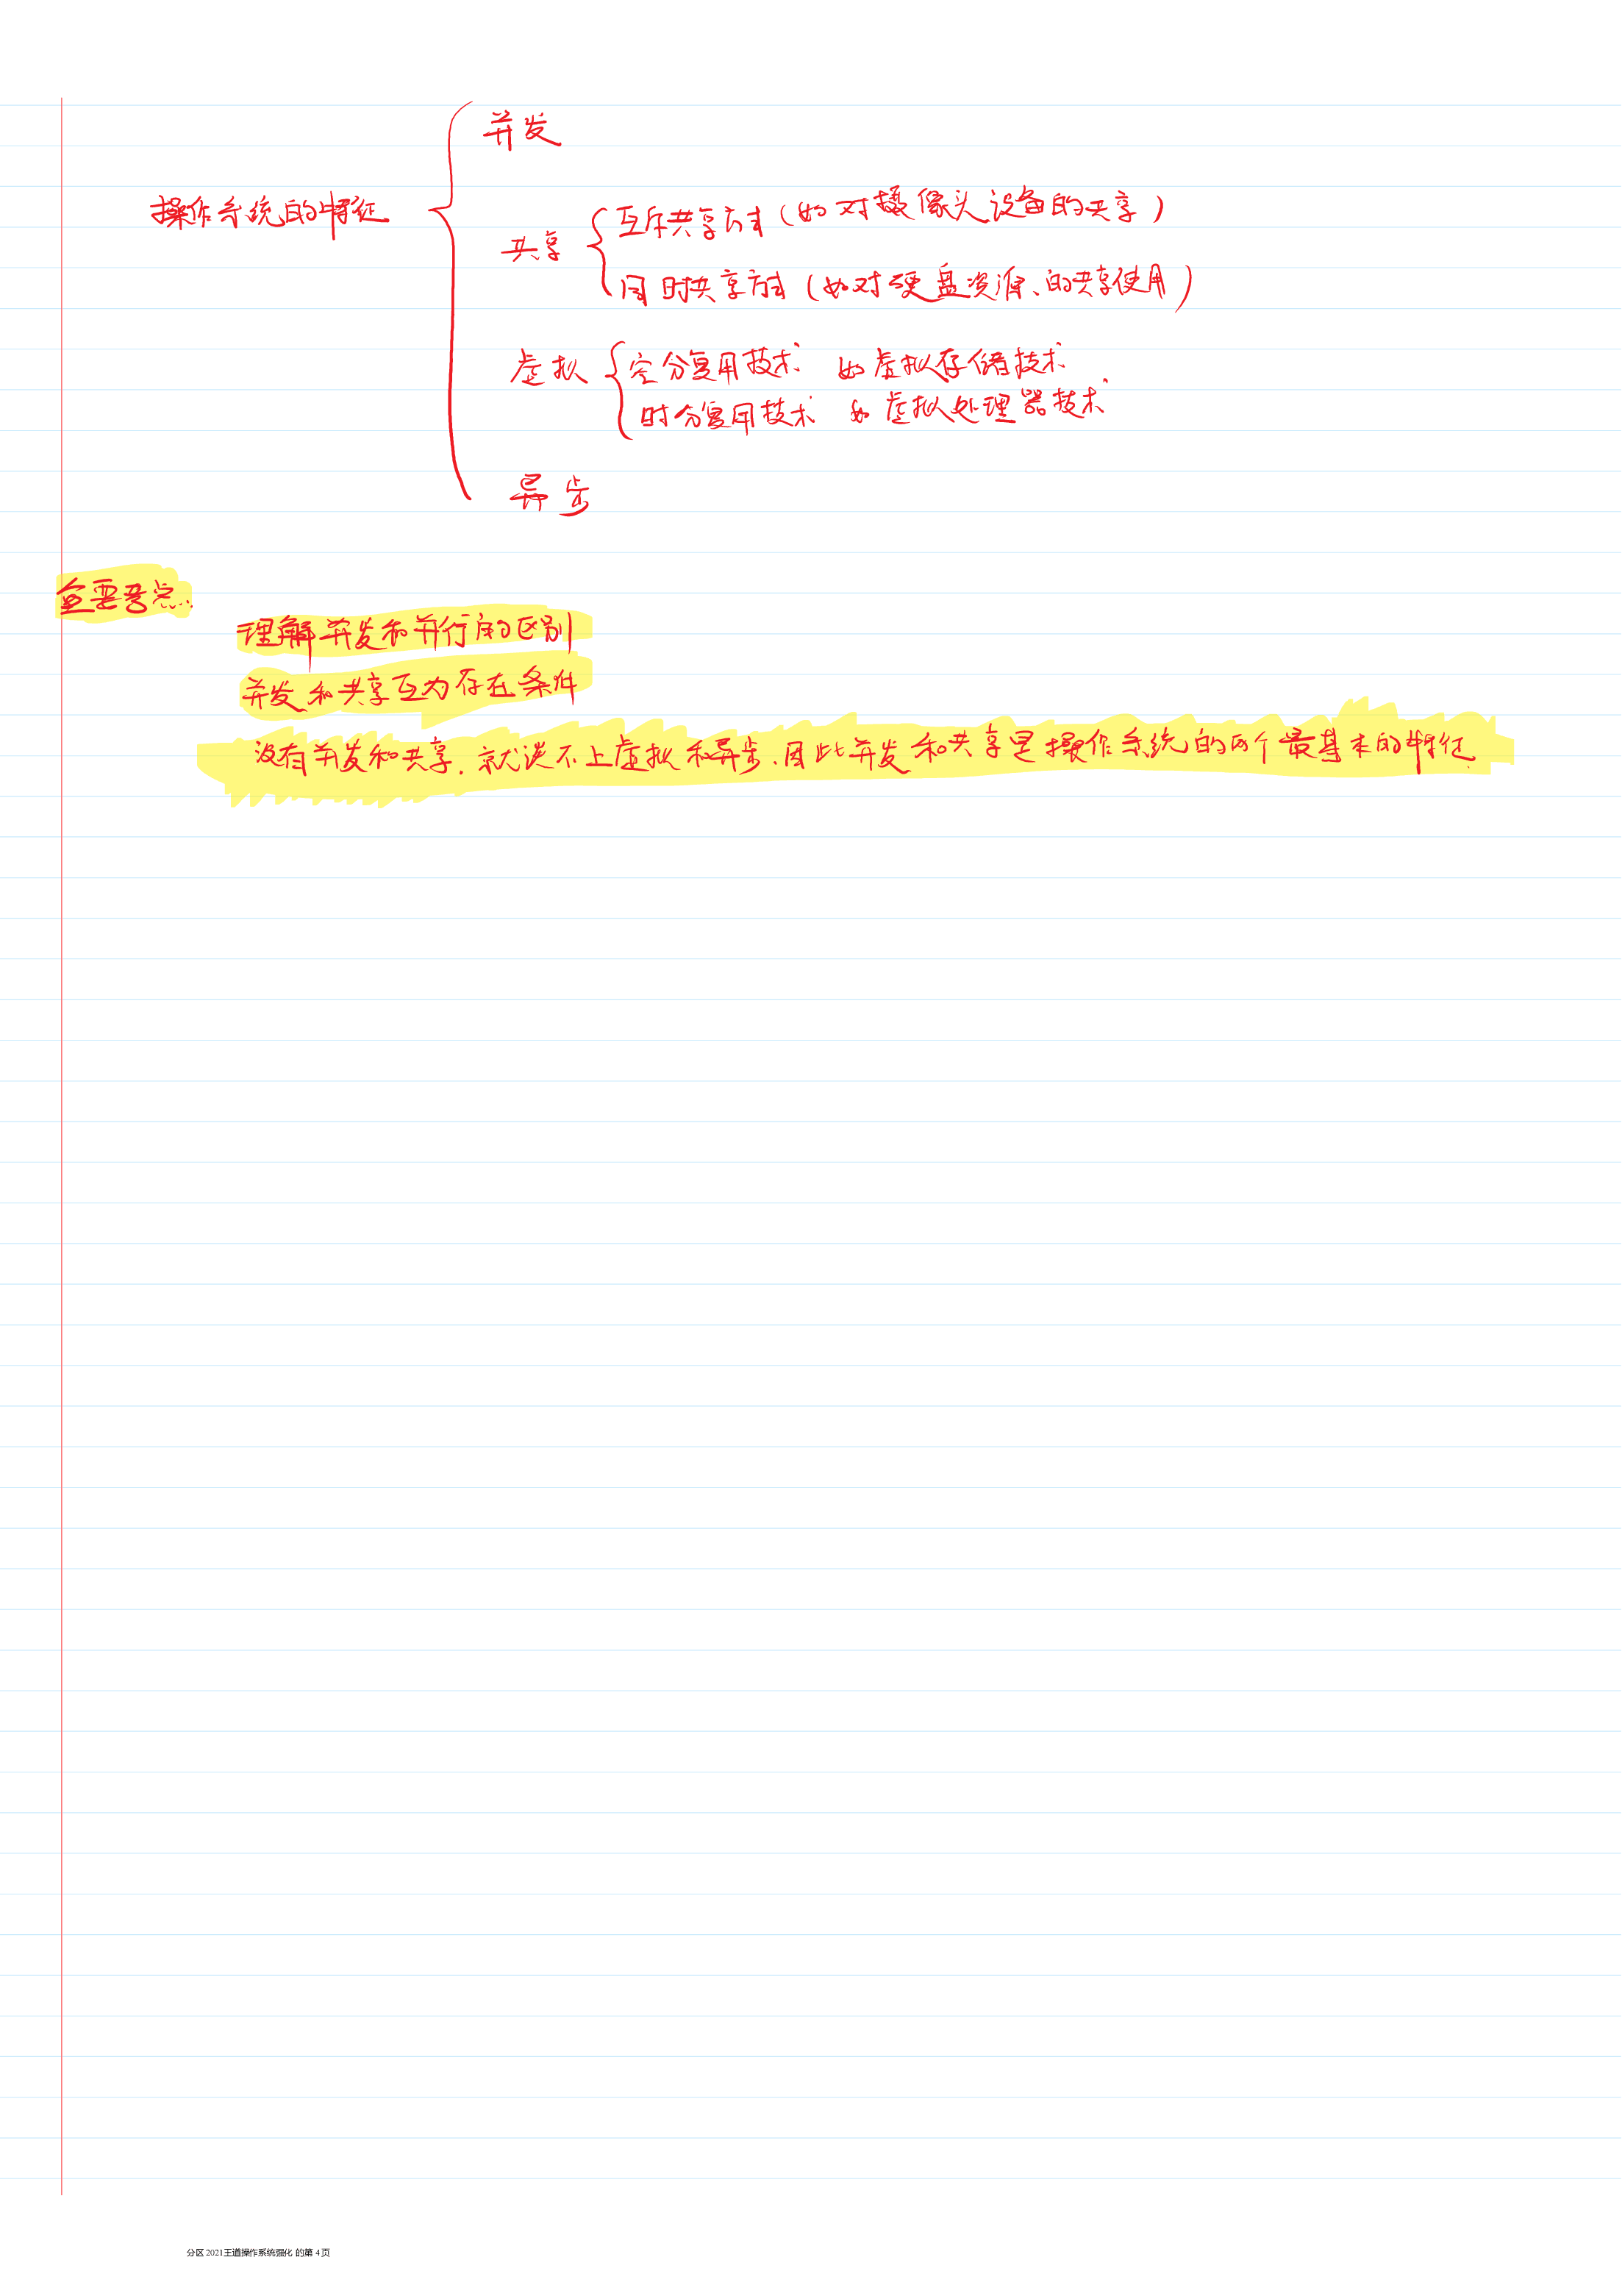 并发
操作系统的特征
互斥共享方式（如对摄像头设备的共享）
共享
同时共享方式（如对硬盘资源、的共享使用）
虚拟 空分复用技术 如虚拟存储技术
时分复用技术 如虚拟处理器技术
异步
重要考点
理解并发和并行的区别
并发和共享互为存在条件
没有并发和共享，就谈不上虚拟和异步，因此并发和共享是操作系统的两个最基本的特征
分区 2021王道操作系统强化 的第 4 页